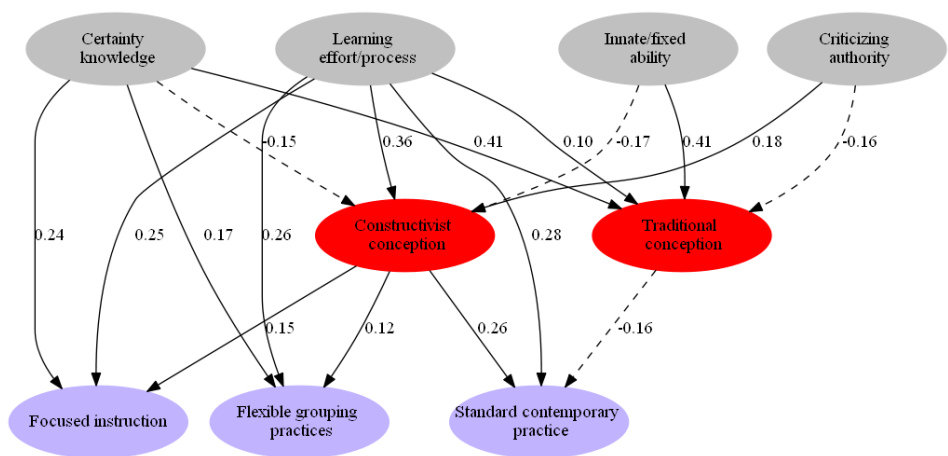 Certainty
knowledge
Learning
effort/process
Innate/fixed
ability
Criticizing
authority
-0.15
0.36
0.41
0.10
-0.17
0.41
0.18
-0.16
Constructivist
conception
Traditional
conception
0.24
0.25
0.17
0.26
0.28
0.15
0.12
0.26
-0.16
Focused instruction
Flexible grouping
practices
Standard contemporary
practice